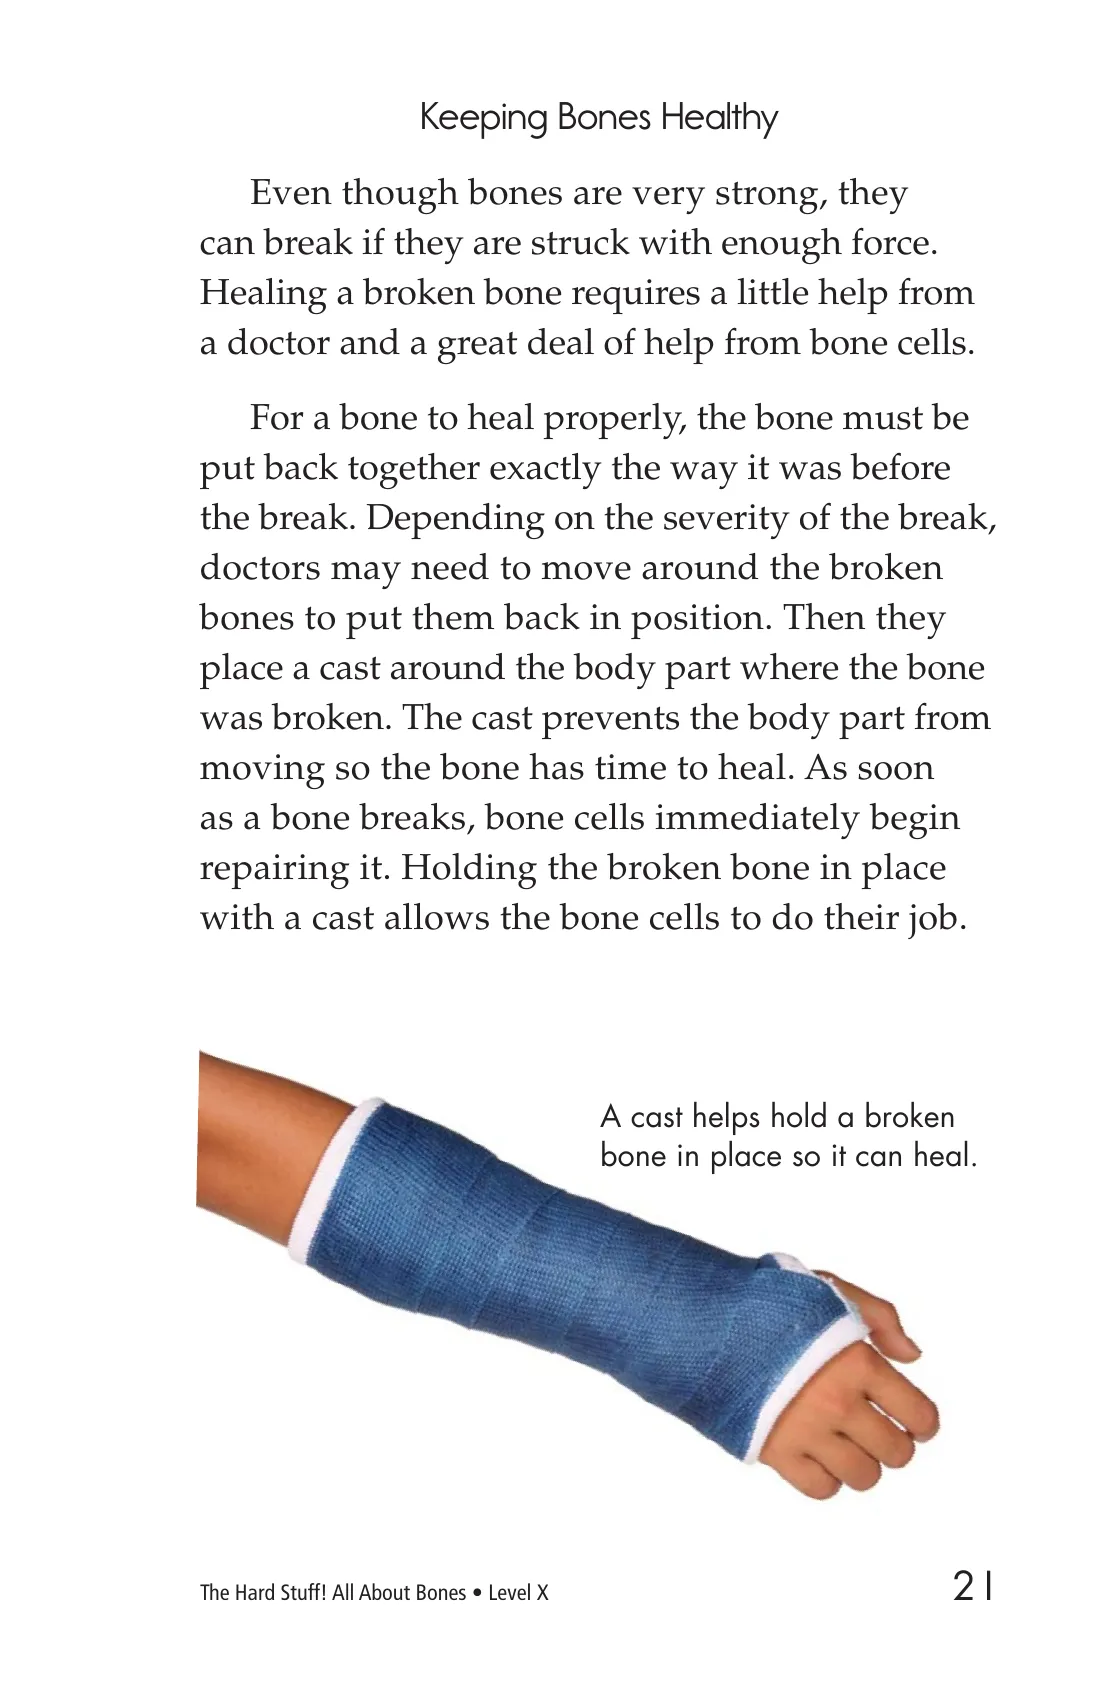 Keeping Bones Healthy
Even though bones are very strong, they
can break if they are struck with enough force.
Healing a broken bone requires a little help from
a doctor and a great deal of help from bone cells.
For a bone to heal properly, the bone must be
put back together exactly the way it was before
the break. Depending on the severity of the break,
doctors may need to move around the broken
bones to put them back in position. Then they
place a cast around the body part where the bone
was broken. The cast prevents the body part from
moving so the bone has time to heal. As soon
as a bone breaks, bone cells immediately begin
repairing it. Holding the broken bone in place
with a cast allows the bone cells to do their job.
A cast helps hold a broken
bone in place so it can heal.
The Hard Stuff! All About Bones • Level X
21